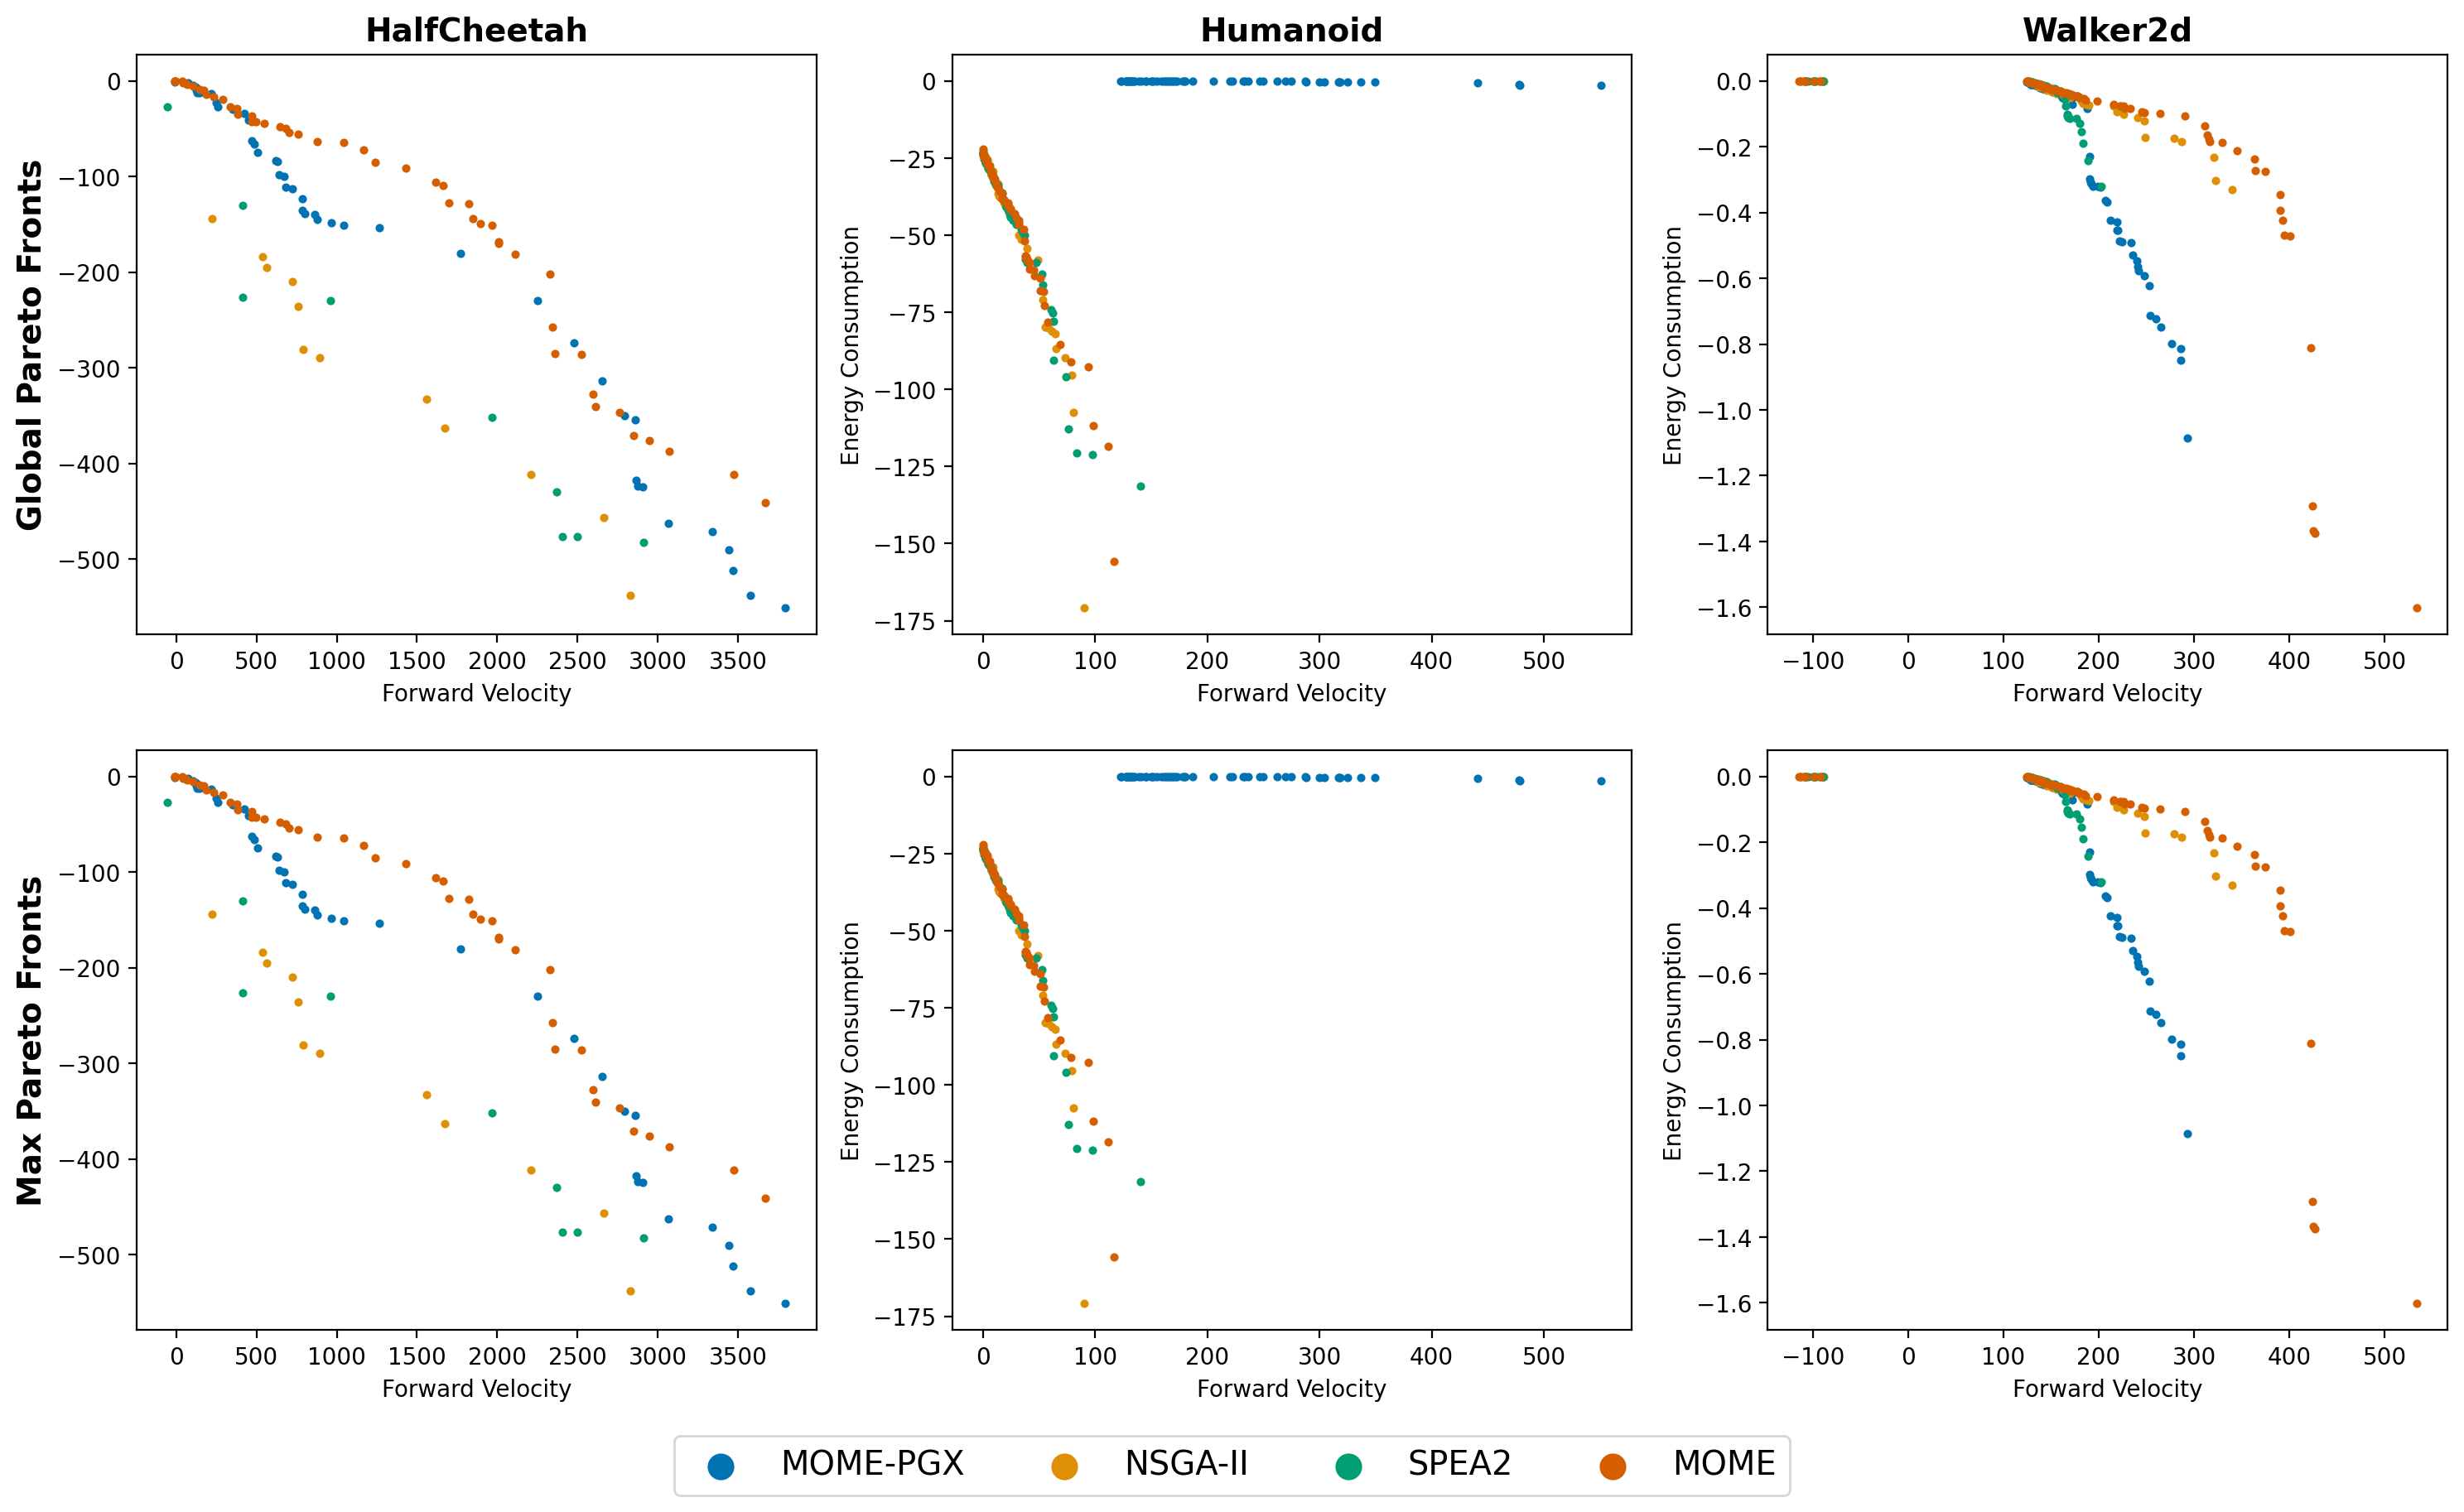 HalfCheetah
Humanoid
Walker2d
Global Pareto Fronts
0
−100
−200
−300
−400
−500
0 500 1000 1500 2000 2500 3000 3500
Forward Velocity
Energy Consumption
0
−25
−50
−75
−100
−125
−150
−175
0 100 200 300 400 500
Forward Velocity
Energy Consumption
0.0
−0.2
−0.4
−0.6
−0.8
−1.0
−1.2
−1.4
−1.6
−100 0 100 200 300 400 500
Forward Velocity
Max Pareto Fronts
0
−100
−200
−300
−400
−500
0 500 1000 1500 2000 2500 3000 3500
Forward Velocity
Energy Consumption
0
−25
−50
−75
−100
−125
−150
−175
0 100 200 300 400 500
Forward Velocity
Energy Consumption
0.0
−0.2
−0.4
−0.6
−0.8
−1.0
−1.2
−1.4
−1.6
−100 0 100 200 300 400 500
Forward Velocity
MOME-PGX NSGA-II SPEA2 MOME